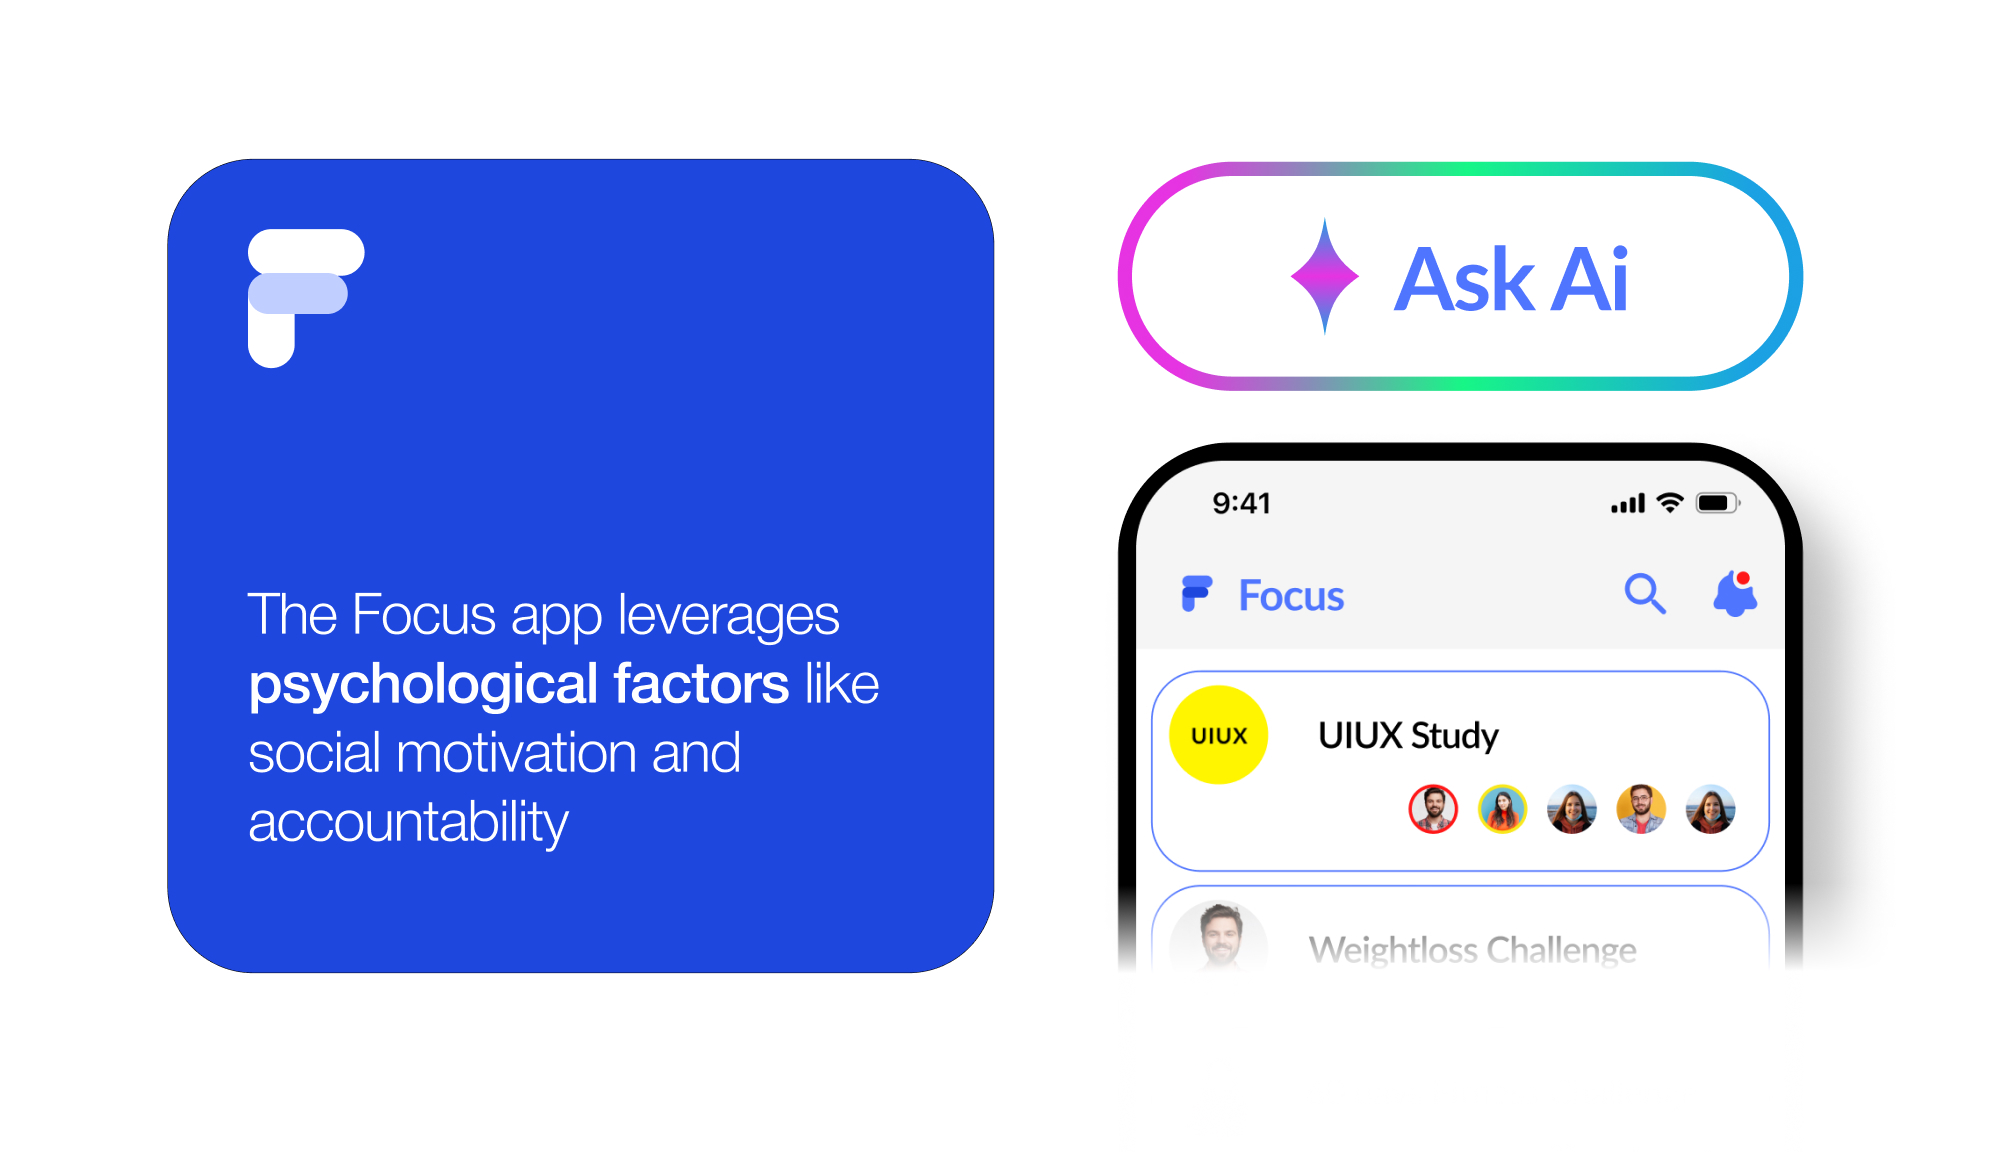 The Focus app leverages
psychological factors like
social motivation and
accountability
Ask Ai
9:41
Focus
UIUX
UIUX Study
Weightloss Challenge